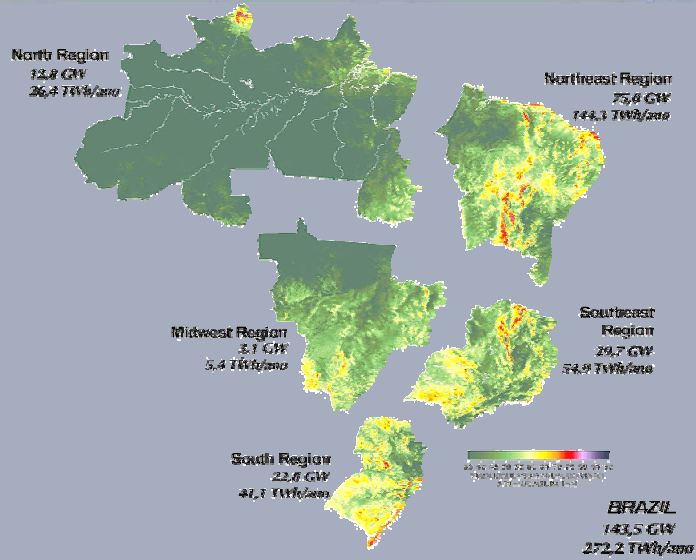 North Region
12,8 GW
26,4 TWh/ano
Northeast Region
75,0 GW
144,3 TWh/ano
Midwest Region
3,1 GW
5,4 TWh/ano
Southeast
Region
29,7 GW
54,9 TWh/ano
South Region
22,8 GW
41,1 TWh/ano
BRAZIL
143,5 GW
272,2 TWh/ano